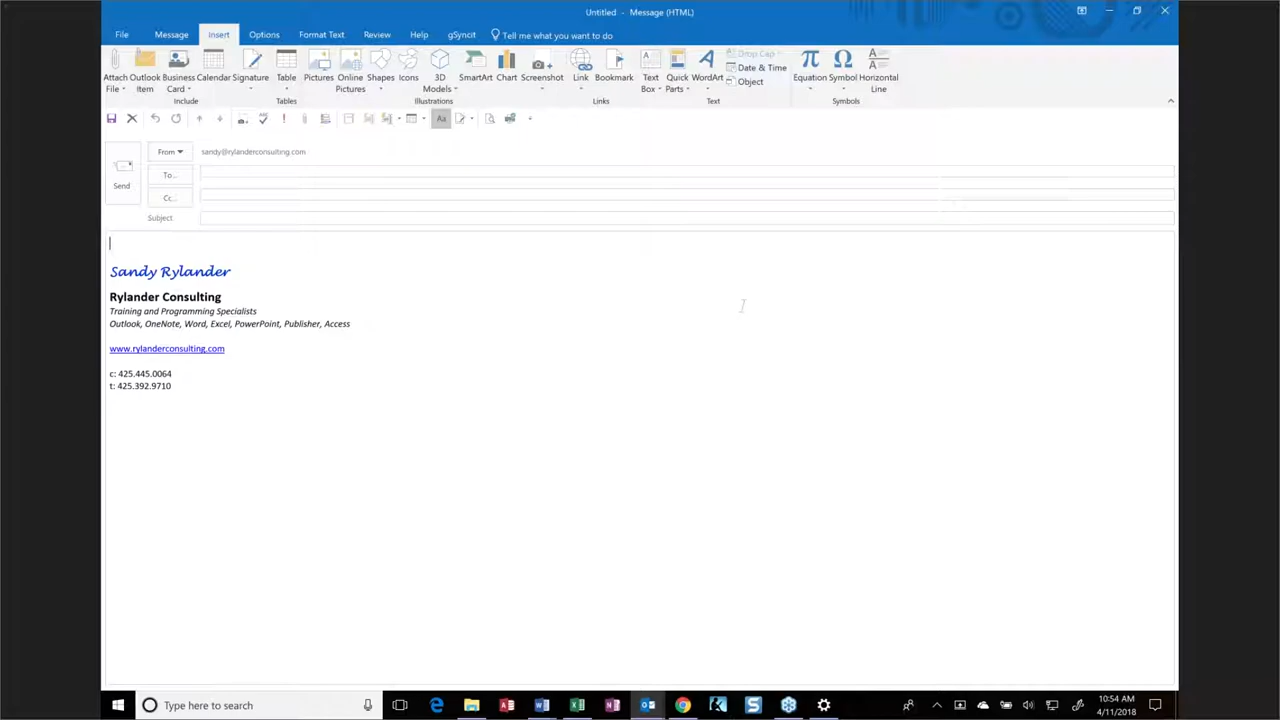 Untitled - Message (HTML)
File Message Insert Options Format Text Review Help gSyncit Tell me what you want to do
Attach File Outlook Item Business Card Calendar Signature Table Pictures Online Pictures Shapes Icons 3D Models SmartArt Chart Screenshot Link Bookmark Text Box Quick Parts WordArt Drop Cap Date & Time Object Equation Symbol Horizontal Line
Include Tables Illustrations Links Text Symbols
From sandy@rylanderconsulting.com
To...
Send
Cc...
Subject
Sandy Rylander
Rylander Consulting
Training and Programming Specialists
Outlook, OneNote, Word, Excel, PowerPoint, Publisher, Access
www.rylanderconsulting.com
c: 425.445.0064
t: 425.392.9710
Type here to search
10:54 AM
4/11/2018